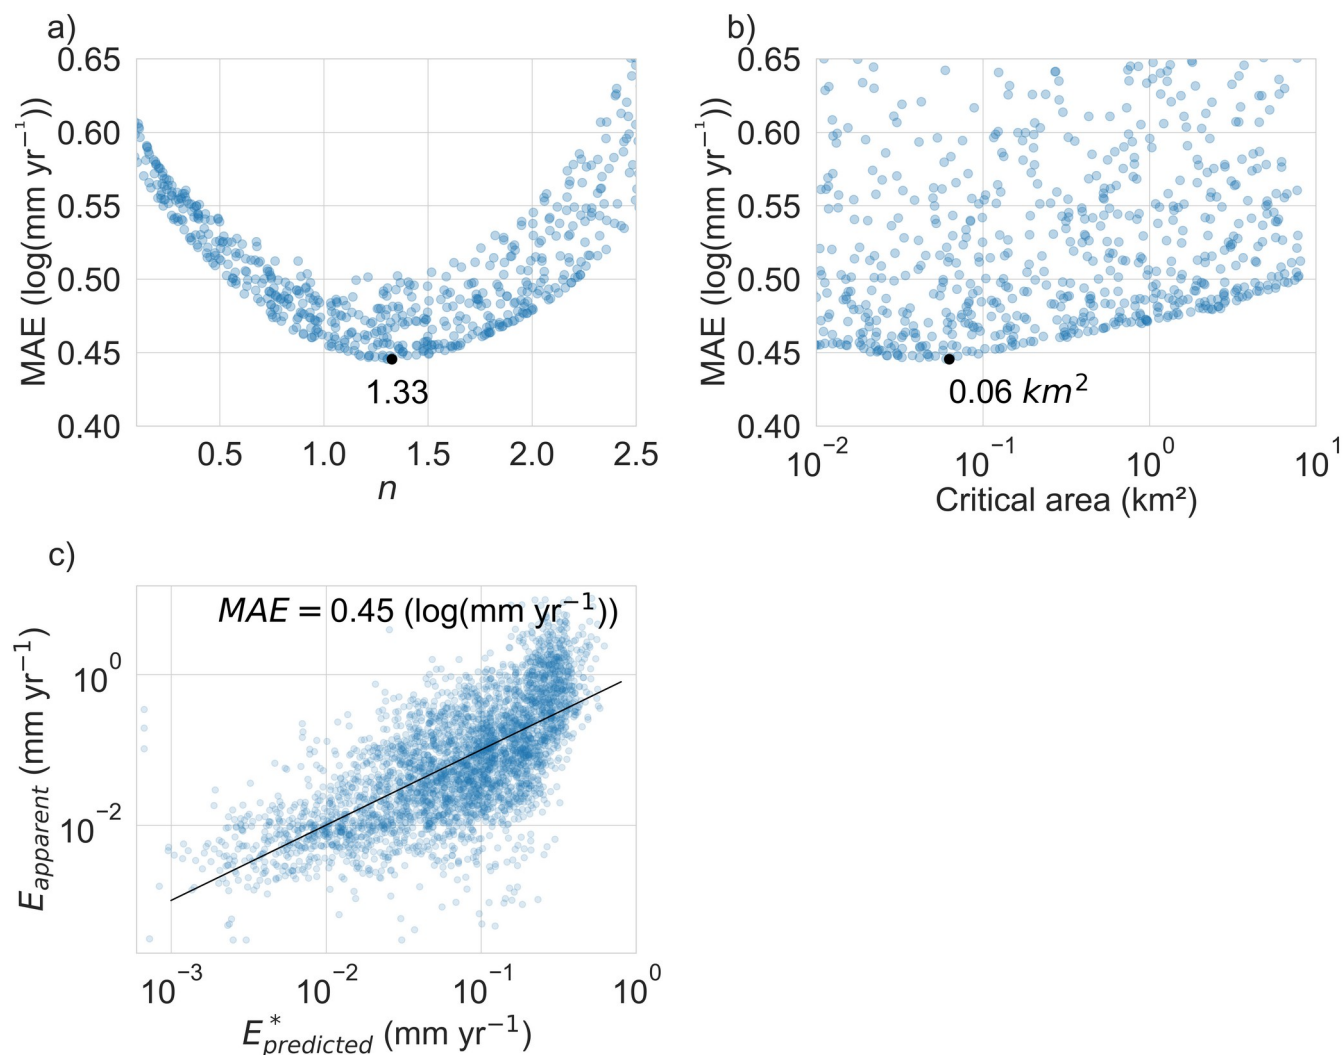 a)
0.65
0.60
0.55
0.50
0.45
0.40
MAE (log(mm yr⁻¹))
1.33
0.5 1.0 1.5 2.0 2.5
n
b)
0.65
0.60
0.55
0.50
0.45
0.40
MAE (log(mm yr⁻¹))
0.06 km²
10⁻² 10⁻¹ 10⁰ 10¹
Critical area (km²)
c)
MAE = 0.45 (log(mm yr⁻¹))
10⁰
10⁻²
E_apparent (mm yr⁻¹)
10⁻³ 10⁻² 10⁻¹ 10⁰
E*_predicted (mm yr⁻¹)